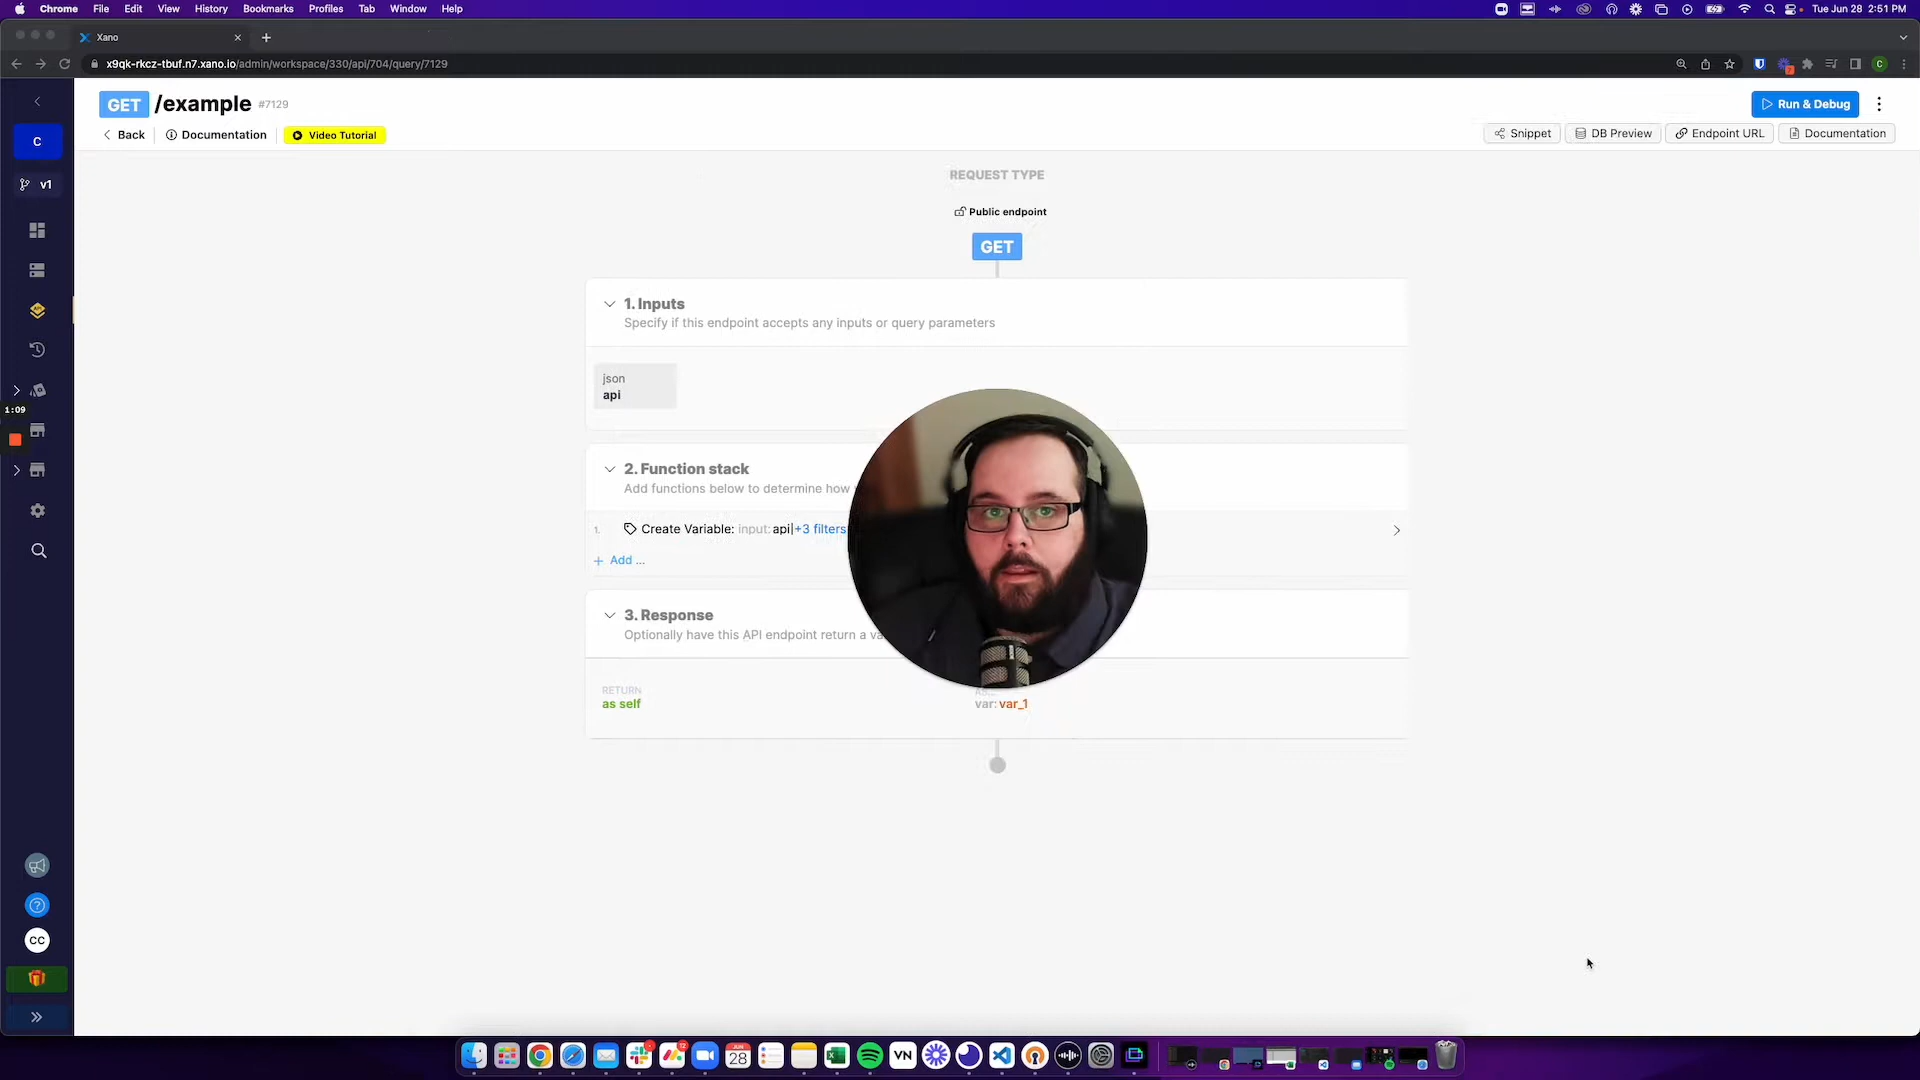 Chrome File Edit View History Bookmarks Profiles Tab Window Help Tue Jun 28 2:51 PM
Xano
x9qk-rkcz-tbuf.n7.xano.io/admin/workspace/330/api/704/query/7129 C
GET /example #7129 Run & Debug
Back Documentation Video Tutorial Snippet DB Preview Endpoint URL Documentation
C
v1
REQUEST TYPE
Public endpoint
GET
1. Inputs
Specify if this endpoint accepts any inputs or query parameters
json
api
1:09
2. Function stack
Add functions below to determine how
1. Create Variable: input: api|+3 filters
+ Add ...
3. Response
Optionally have this API endpoint return a va
RETURN
as self
AS...
var: var_1
CC
JUN
28
12
VN